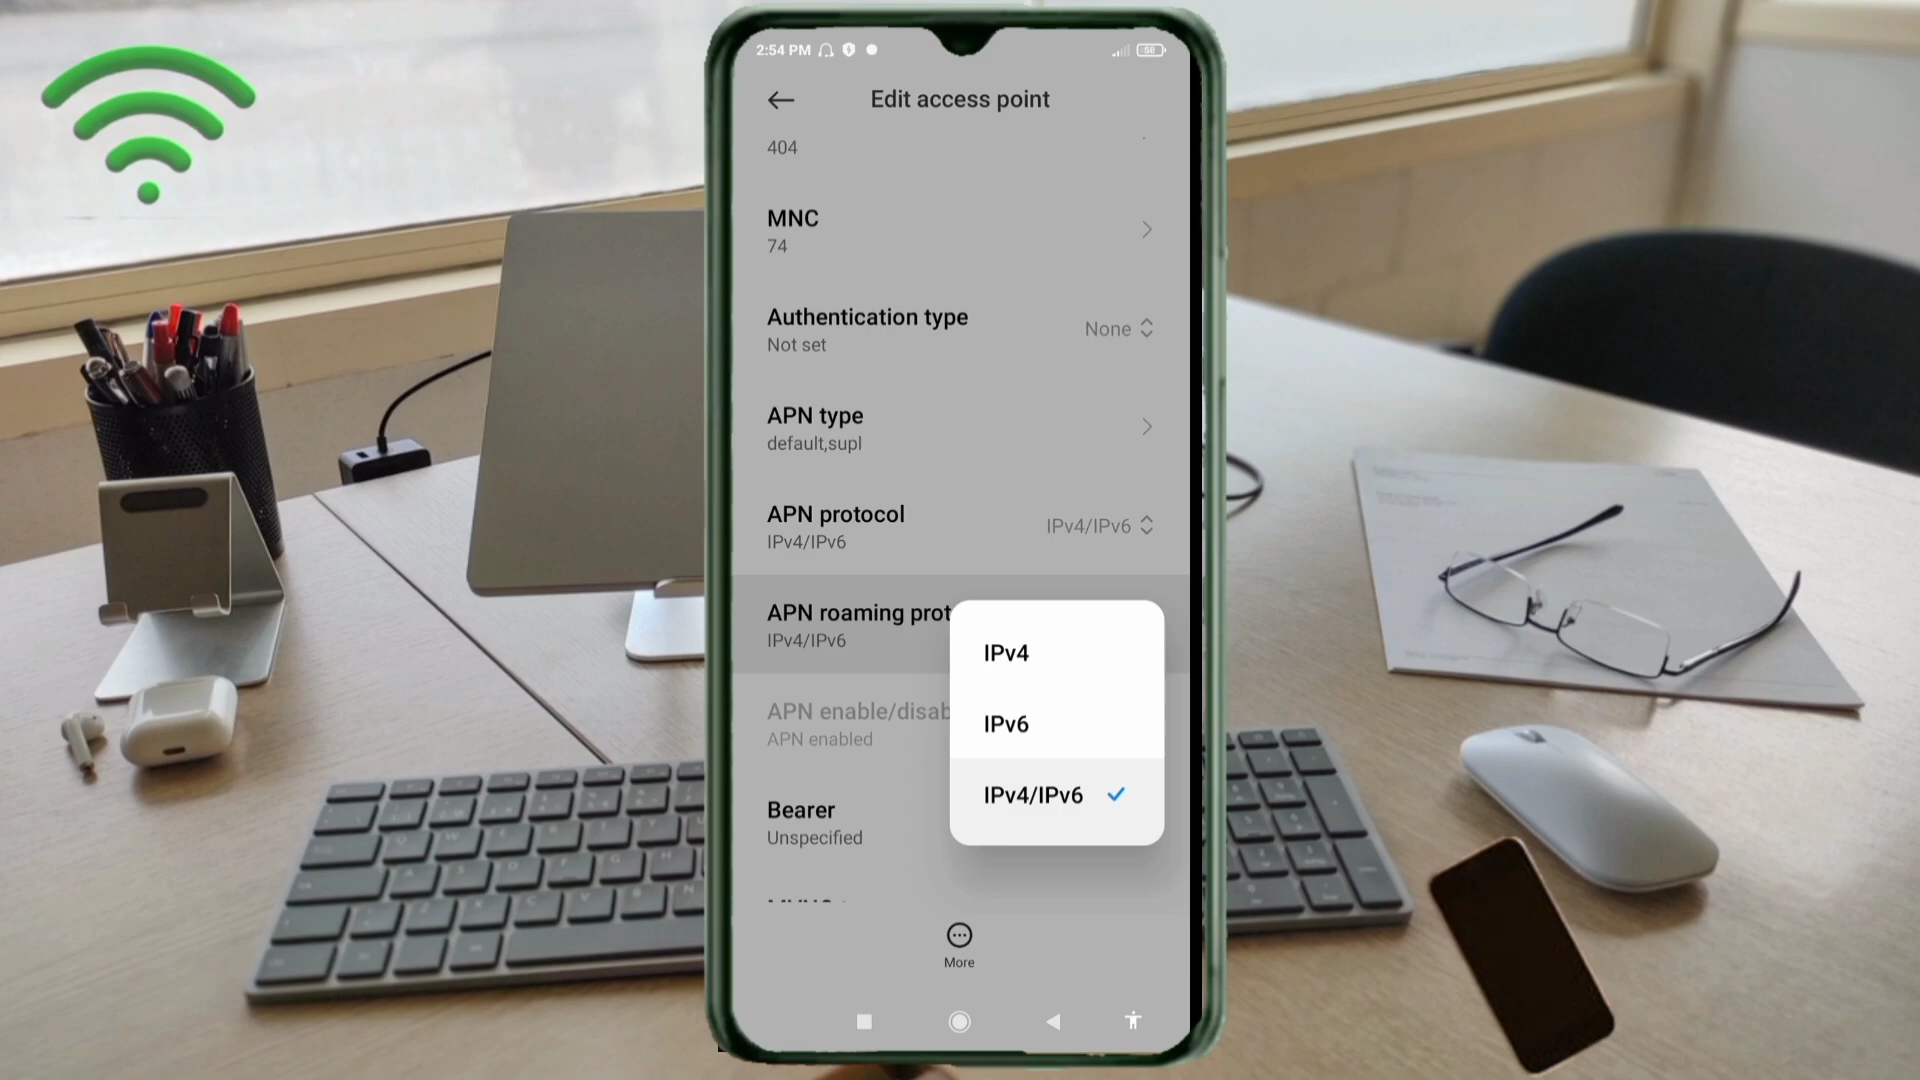 2:54 PM
58
Edit access point
404
MNC
74
Authentication type
Not set
None
APN type
default,supl
APN protocol
IPv4/IPv6
IPv4/IPv6
APN roaming prot
IPv4/IPv6
IPv4
IPv6
IPv4/IPv6
APN enable/disab
APN enabled
Bearer
Unspecified
More